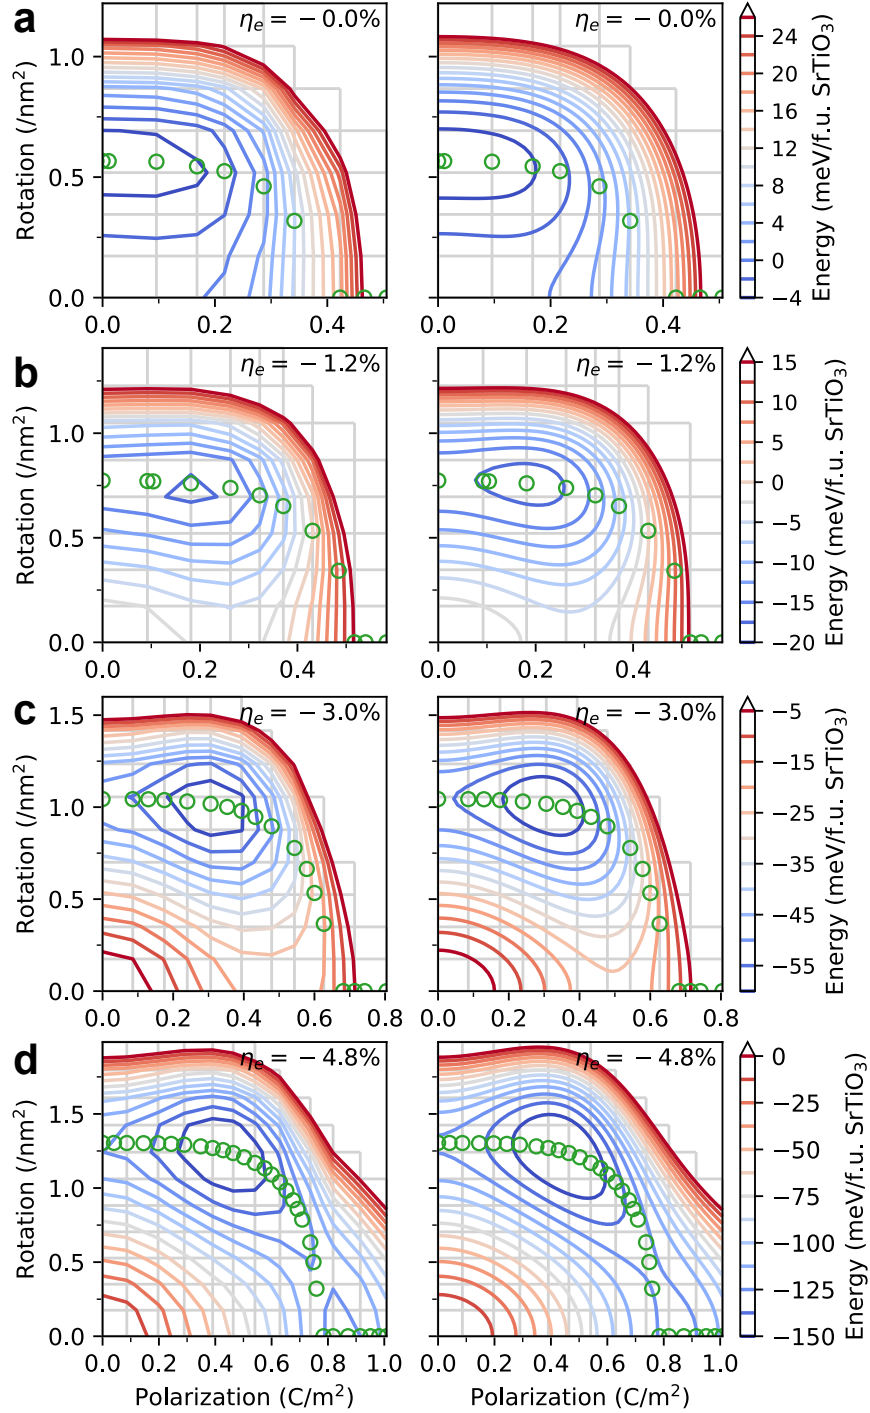 a
ηe = −0.0%
ηe = −0.0%
Rotation (/nm²)
1.0
0.5
0.0
0.0 0.2 0.4
0.0 0.2 0.4
24
20
16
12
8
4
0
−4
Energy (meV/f.u. SrTiO₃)
b
ηe = −1.2%
ηe = −1.2%
Rotation (/nm²)
1.0
0.5
0.0
0.0 0.2 0.4
0.0 0.2 0.4
15
10
5
0
−5
−10
−15
−20
Energy (meV/f.u. SrTiO₃)
c
ηe = −3.0%
ηe = −3.0%
Rotation (/nm²)
1.5
1.0
0.5
0.0
0.0 0.2 0.4 0.6 0.8
0.0 0.2 0.4 0.6 0.8
−5
−15
−25
−35
−45
−55
Energy (meV/f.u. SrTiO₃)
d
ηe = −4.8%
ηe = −4.8%
Rotation (/nm²)
1.5
1.0
0.5
0.0
0.0 0.2 0.4 0.6 0.8 1.0
0.0 0.2 0.4 0.6 0.8 1.0
0
−25
−50
−75
−100
−125
−150
Energy (meV/f.u. SrTiO₃)
Polarization (C/m²)
Polarization (C/m²)